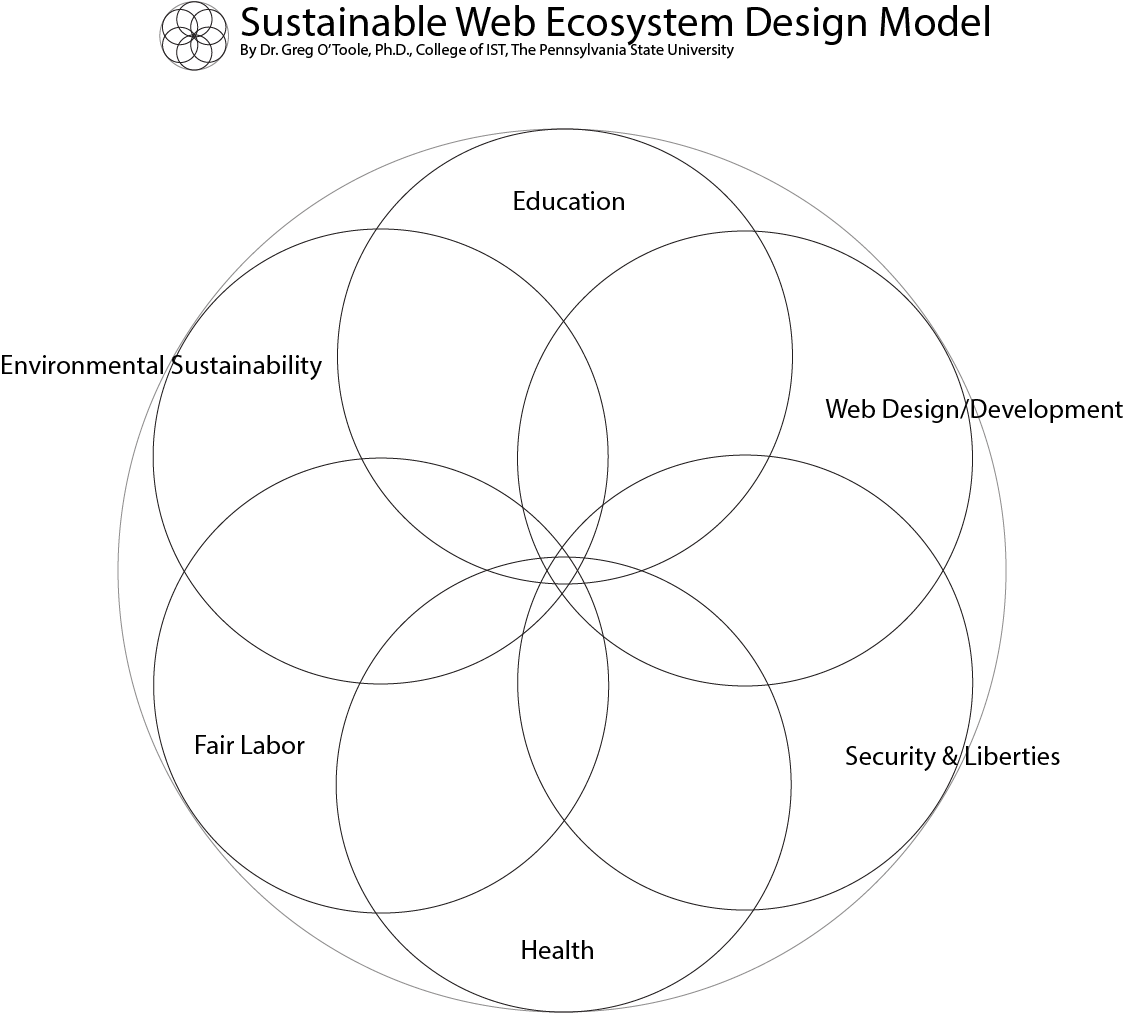 Sustainable Web Ecosystem Design Model
By Dr. Greg O’Toole, Ph.D., College of IST, The Pennsylvania State University
Education
Environmental Sustainability
Web Design/Development
Fair Labor
Security & Liberties
Health